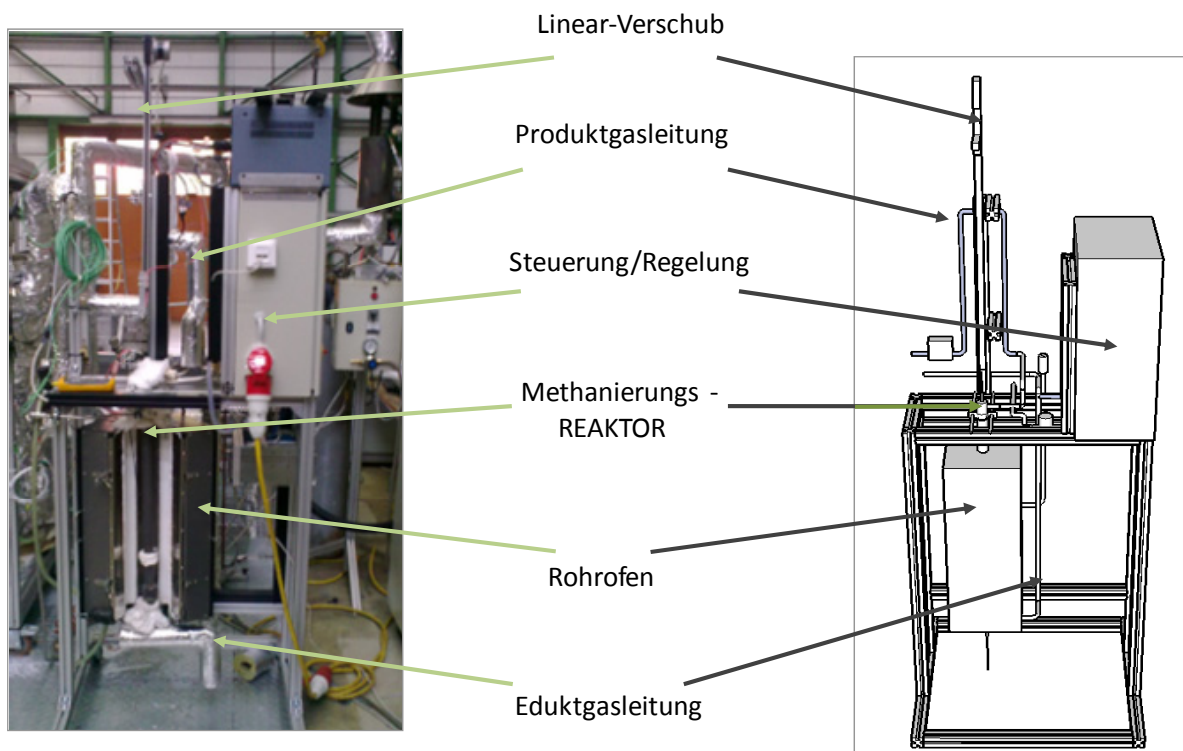 Linear-Verschub
Produktgasleitung
Steuerung/Regelung
Methanierungs -
REAKTOR
Rohrofen
Eduktgasleitung